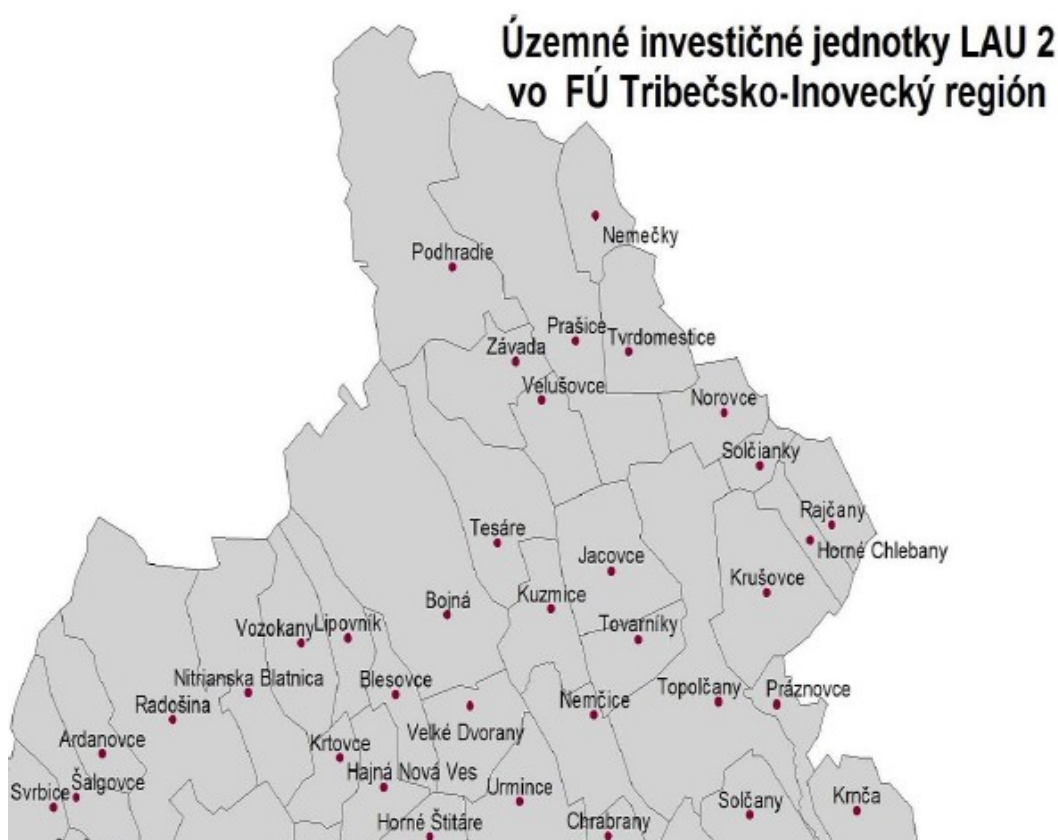 Územné investičné jednotky LAU 2
vo FÚ Tribečsko-Inovecký región
Nemečky
Podhradie
Prašice
Tvrdomestice
Závada
Velušovce
Norovce
Solčianky
Rajčany
Tesáre
Horné Chlebany
Jacovce
Krušovce
Kuzmice
Bojná
Tovarníky
Vozokany
Lipovník
Nitrianska Blatnica
Blesovce
Topolčany
Práznovce
Radošina
Nemčice
Velké Dvorany
Ardanovce
Krtovce
Hajná Nová Ves
Šalgovce
Urmince
Svrbice
Krnča
Solčany
Horné Štitáre
Chrabrany